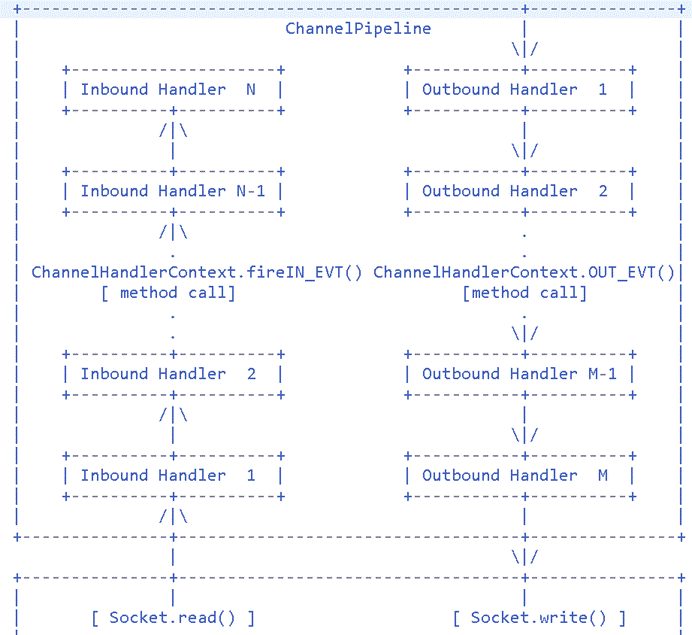 ChannelPipeline
Inbound Handler N Outbound Handler 1
Inbound Handler N-1 Outbound Handler 2
ChannelHandlerContext.fireIN_EVT() ChannelHandlerContext.OUT_EVT()
[ method call] [method call]
Inbound Handler 2 Outbound Handler M-1
Inbound Handler 1 Outbound Handler M
[ Socket.read() ] [ Socket.write() ]